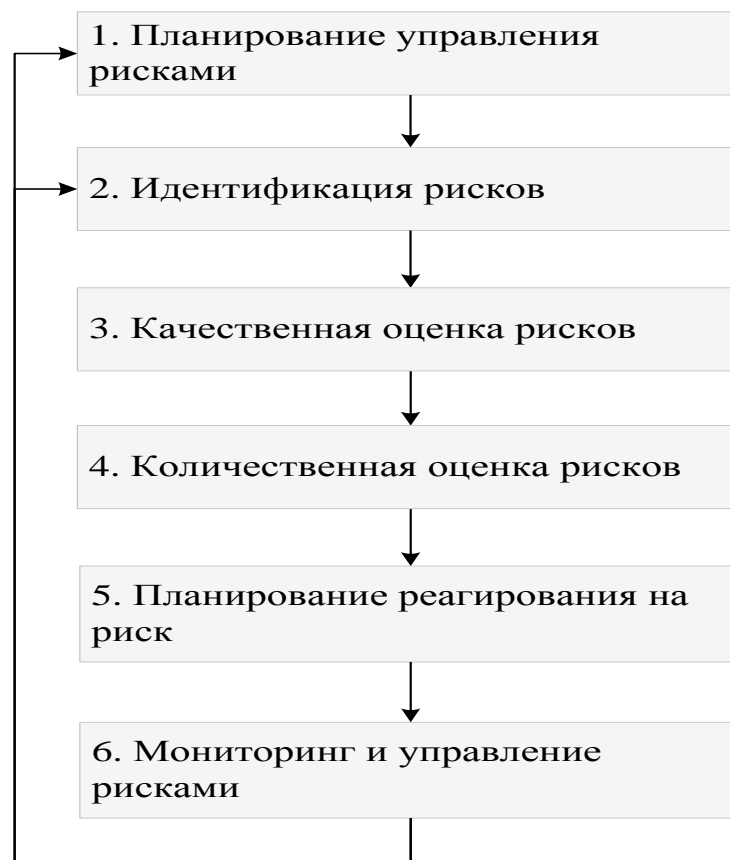 1. Планирование управления
рисками
2. Идентификация рисков
3. Качественная оценка рисков
4. Количественная оценка рисков
5. Планирование реагирования на
риск
6. Мониторинг и управление
рисками